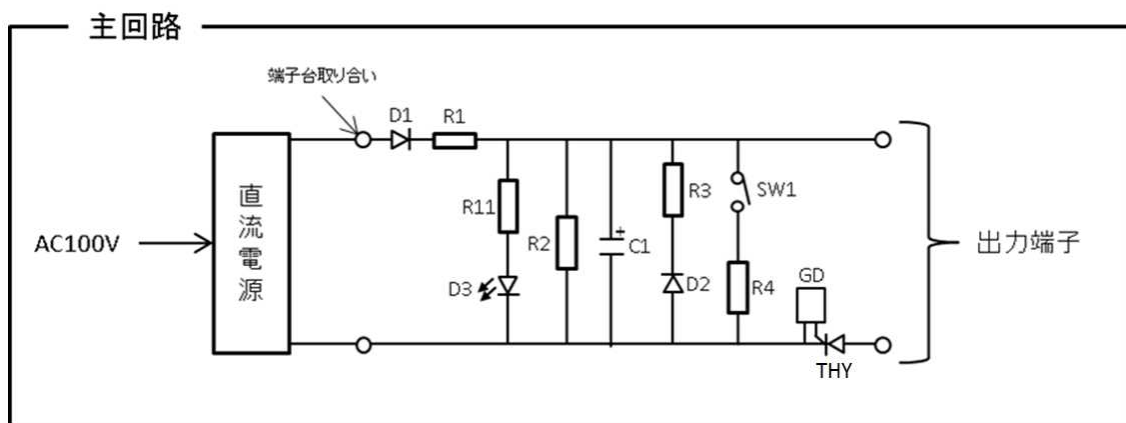 主回路
端子台取り合い
D1
R1
直流電源
AC100V
R11
R2
C1
+
R3
SW1
D3
D2
R4
GD
THY
出力端子